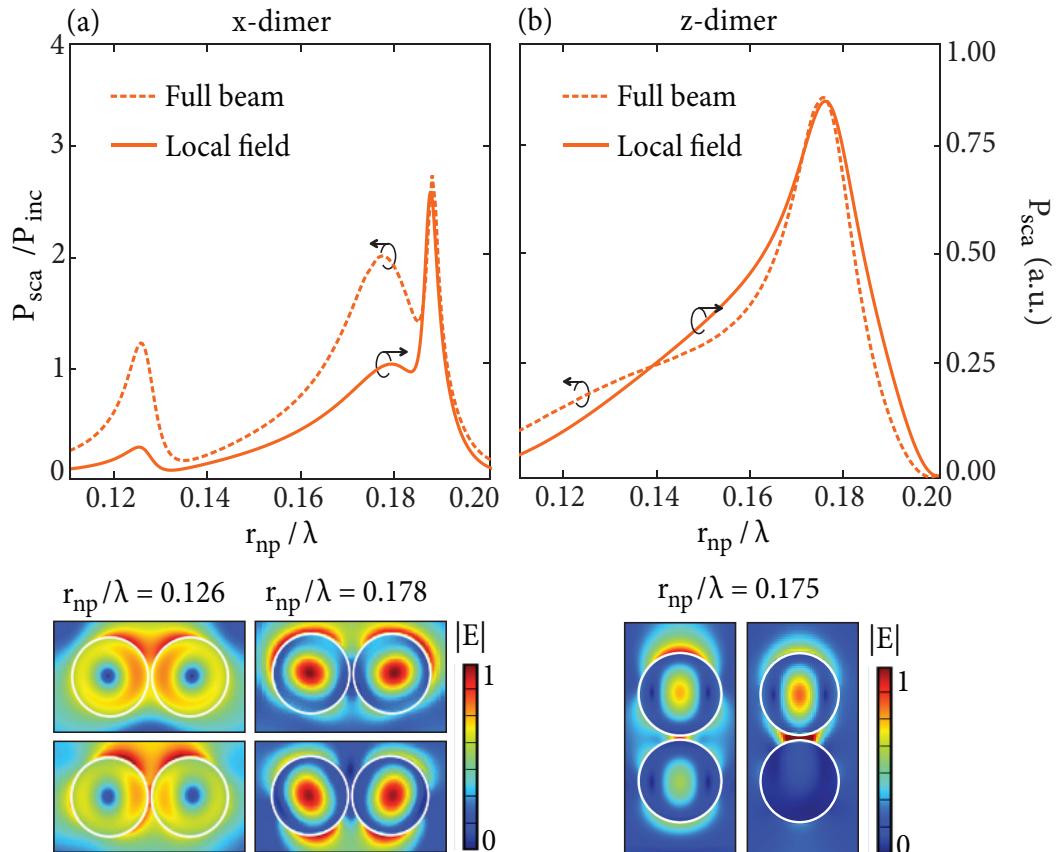 (a) x-dimer
(b) z-dimer
4
3
2
1
0
P_sca / P_inc
Full beam
Local field
0.12 0.14 0.16 0.18 0.20
r_np / λ
Full beam
Local field
1.00
0.75
0.50
0.25
0.00
P_sca (a.u.)
0.12 0.14 0.16 0.18 0.20
r_np / λ
r_np/λ = 0.126
r_np/λ = 0.178
|E|
1
0
r_np/λ = 0.175
|E|
1
0